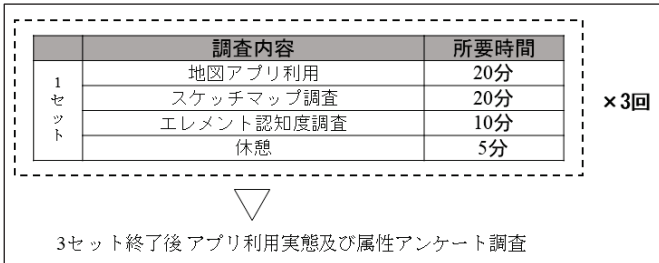 調査内容 所要時間
1セット
地図アプリ利用 20分
スケッチマップ調査 20分
エレメント認知度調査 10分
休憩 5分
×3回
3セット終了後 アプリ利用実態及び属性アンケート調査